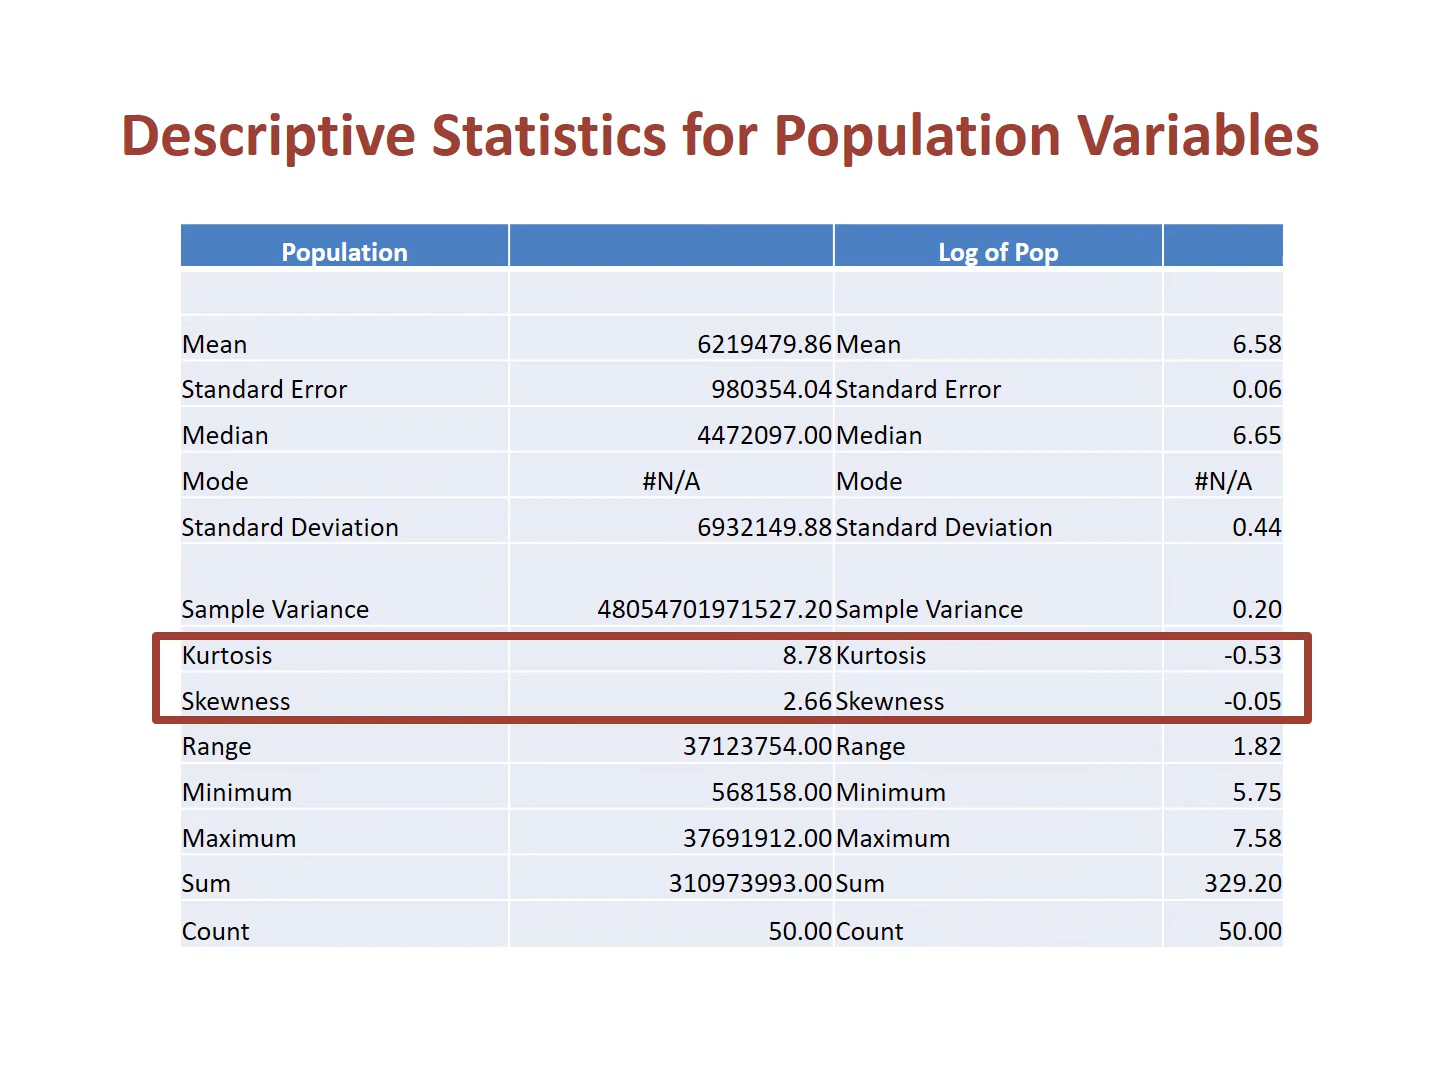 Descriptive Statistics for Population Variables
Population Log of Pop
Mean 6219479.86 Mean 6.58
Standard Error 980354.04 Standard Error 0.06
Median 4472097.00 Median 6.65
Mode #N/A Mode #N/A
Standard Deviation 6932149.88 Standard Deviation 0.44
Sample Variance 48054701971527.20 Sample Variance 0.20
Kurtosis 8.78 Kurtosis -0.53
Skewness 2.66 Skewness -0.05
Range 37123754.00 Range 1.82
Minimum 568158.00 Minimum 5.75
Maximum 37691912.00 Maximum 7.58
Sum 310973993.00 Sum 329.20
Count 50.00 Count 50.00